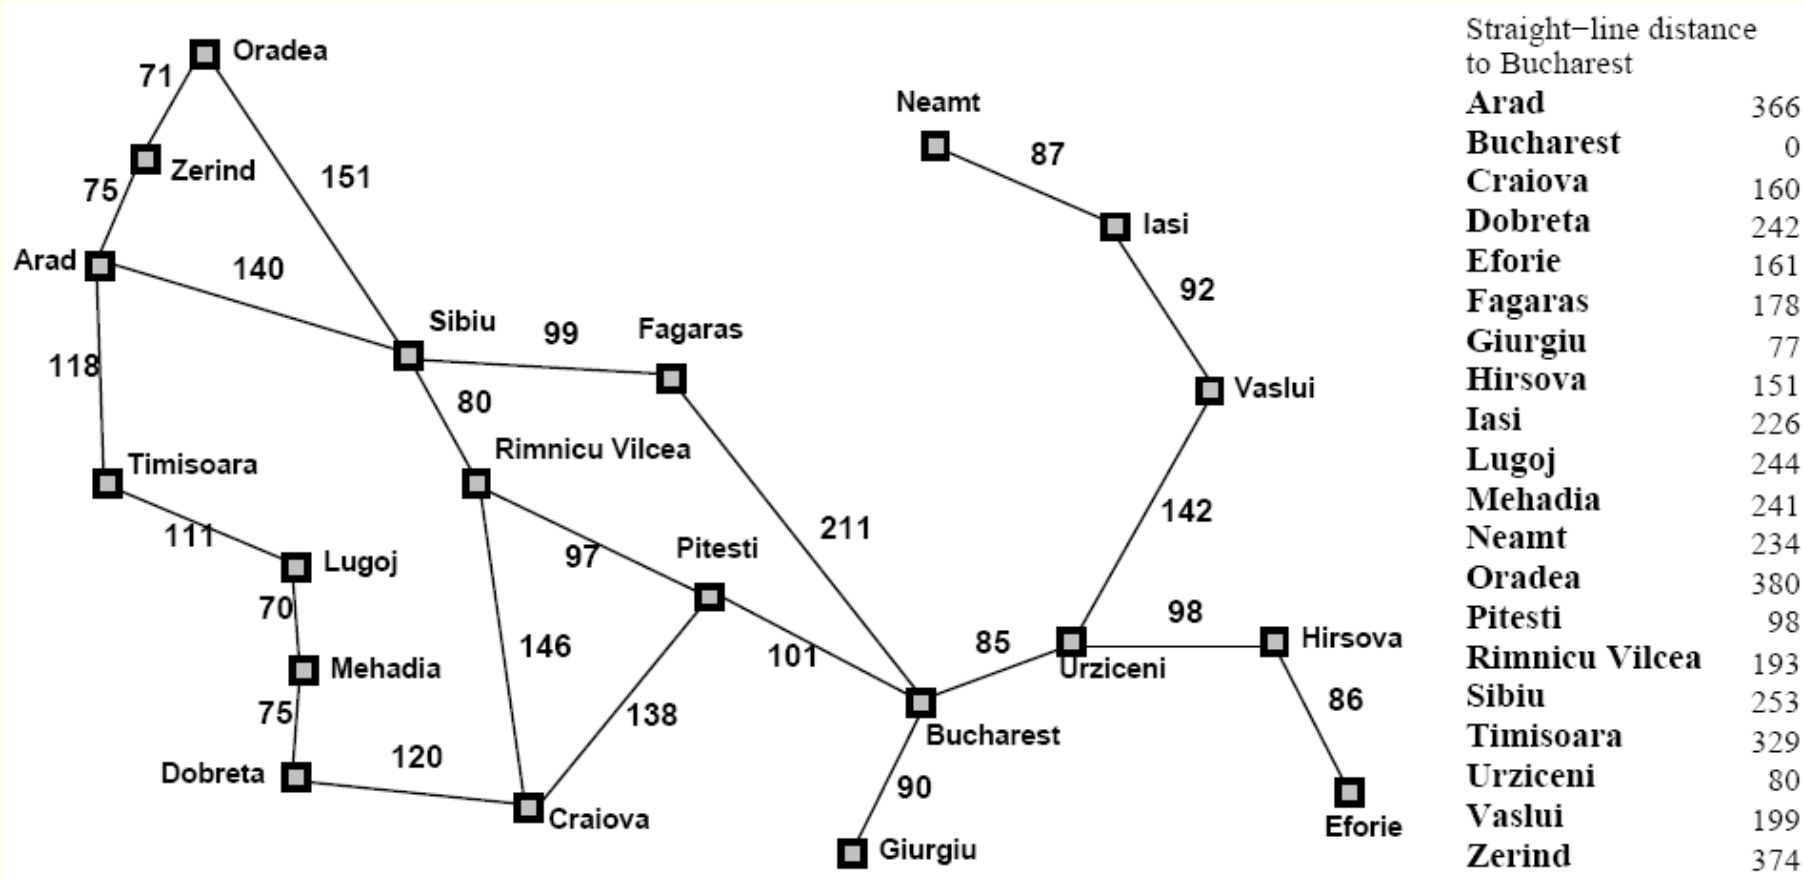 Oradea
71
Neamt
87
Zerind
151
75
Iasi
Arad
140
92
Sibiu
99
Fagaras
118
80
Vaslui
Rimnicu Vilcea
Timisoara
142
211
111
97
Pitesti
Lugoj
70
98
146
85
Hirsova
101
Urziceni
Mehadia
86
75
138
Bucharest
120
Dobreta
90
Craiova
Eforie
Giurgiu
Straight−line distance
to Bucharest
Arad 366
Bucharest 0
Craiova 160
Dobreta 242
Eforie 161
Fagaras 178
Giurgiu 77
Hirsova 151
Iasi 226
Lugoj 244
Mehadia 241
Neamt 234
Oradea 380
Pitesti 98
Rimnicu Vilcea 193
Sibiu 253
Timisoara 329
Urziceni 80
Vaslui 199
Zerind 374